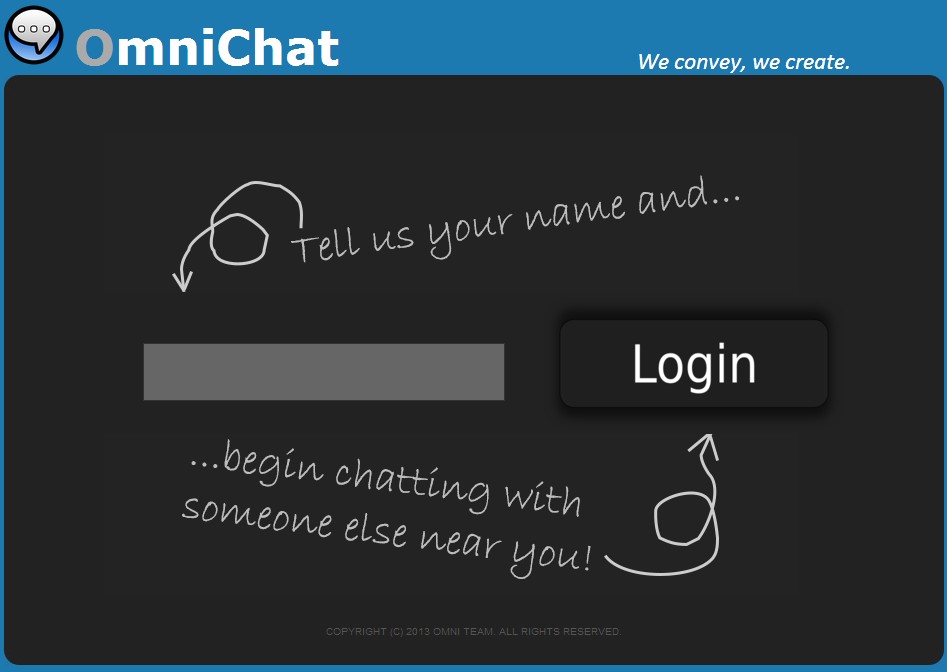 OmniChat
We convey, we create.
Tell us your name and...
Login
...begin chatting with
someone else near you!
COPYRIGHT (C) 2013 OMNI TEAM. ALL RIGHTS RESERVED.